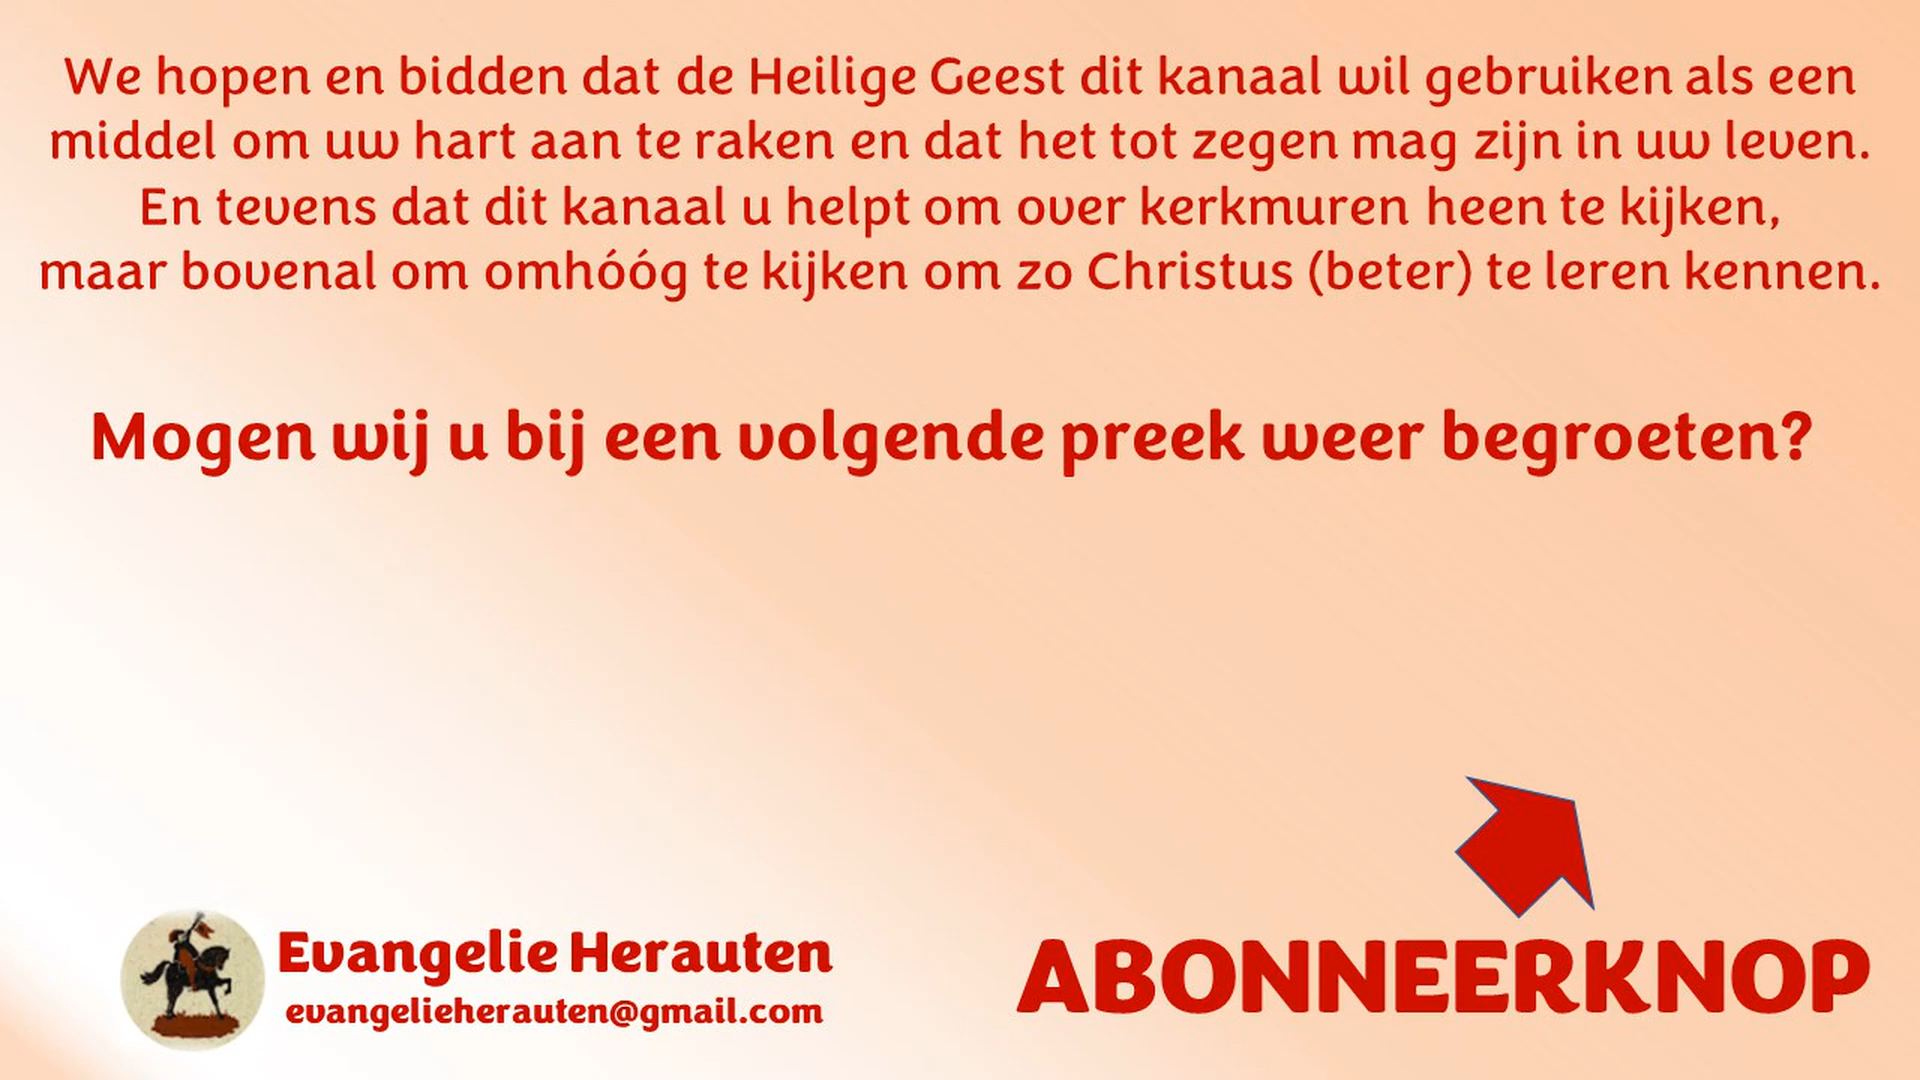 We hopen en bidden dat de Heilige Geest dit kanaal wil gebruiken als een
middel om uw hart aan te raken en dat het tot zegen mag zijn in uw leven.
En tevens dat dit kanaal u helpt om over kerkmuren heen te kijken,
maar bovenal om omhóóg te kijken om zo Christus (beter) te leren kennen.
Mogen wij u bij een volgende preek weer begroeten?
Evangelie Herauten
evangelieherauten@gmail.com
ABONNEERKNOP